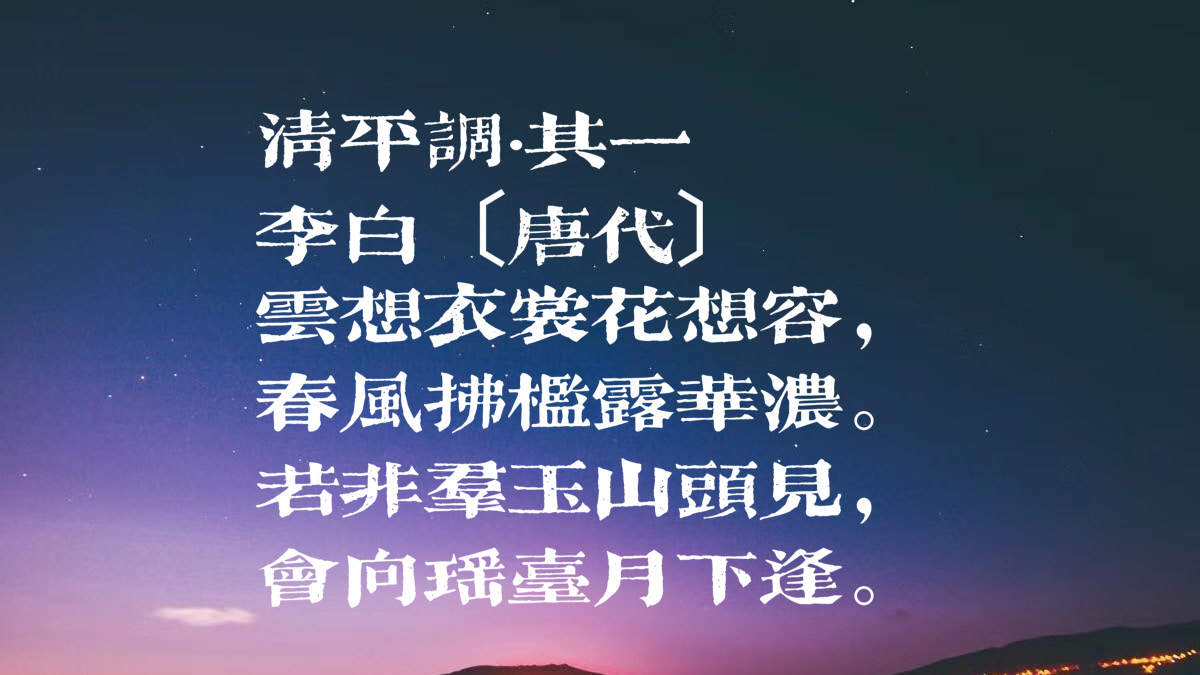 清平調·其一
李白〔唐代〕
雲想衣裳花想容，
春風拂檻露華濃。
若非羣玉山頭見，
會向瑶臺月下逢。